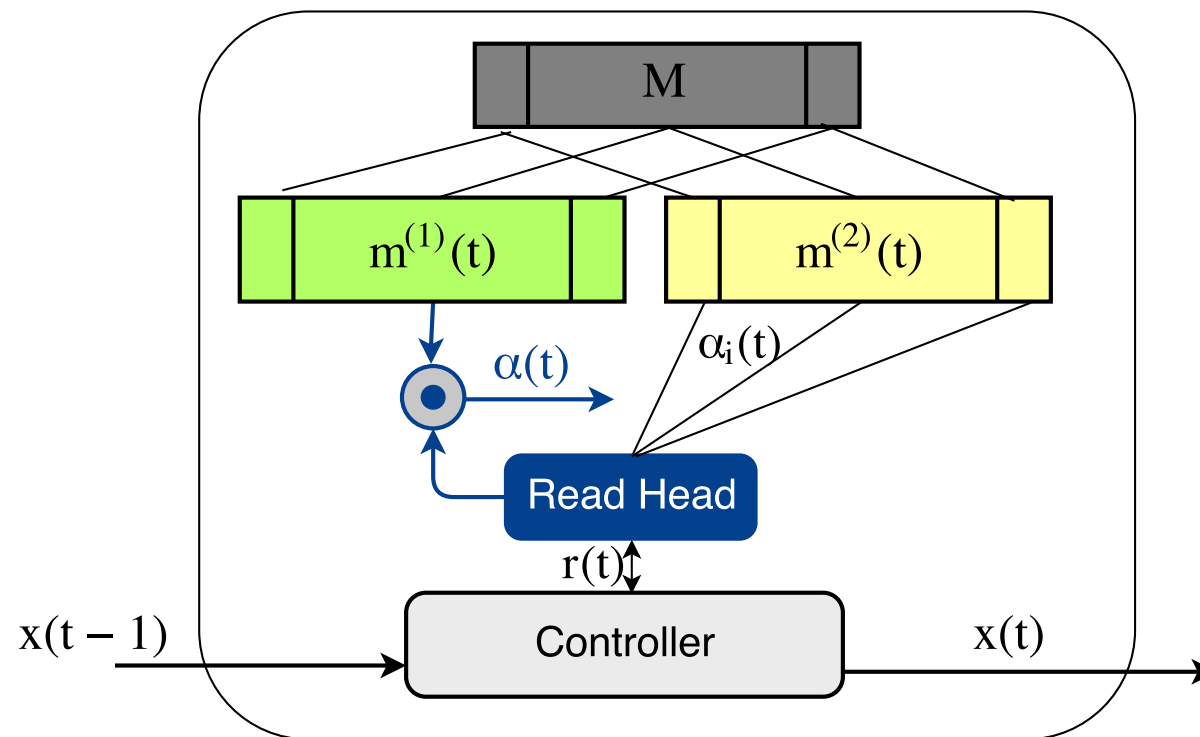 M
m⁽¹⁾(t)
m⁽²⁾(t)
αᵢ(t)
α(t)
Read Head
r(t)
x(t − 1)
Controller
x(t)